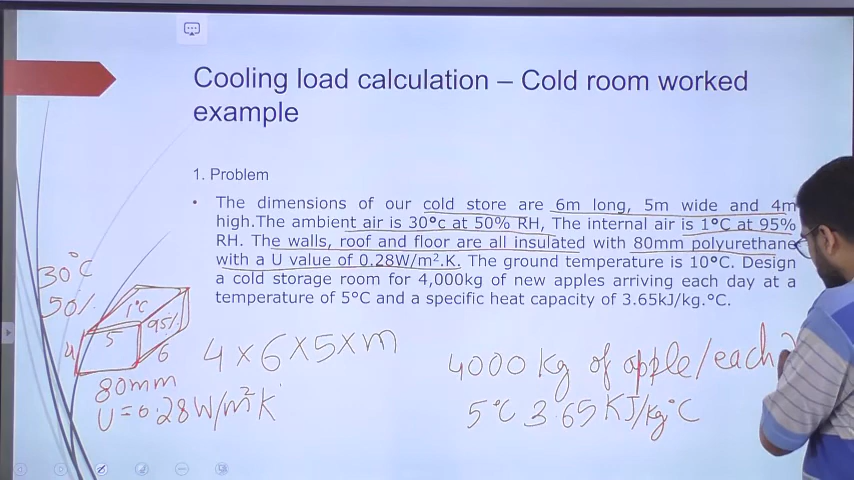 Cooling load calculation – Cold room worked
example
1. Problem
• The dimensions of our cold store are 6m long, 5m wide and 4m
high.The ambient air is 30°c at 50% RH, The internal air is 1°C at 95%
RH. The walls, roof and floor are all insulated with 80mm polyurethane
with a U value of 0.28W/m².K. The ground temperature is 10°C. Design
a cold storage room for 4,000kg of new apples arriving each day at a
temperature of 5°C and a specific heat capacity of 3.65kJ/kg.°C.
30°C
50%
1°C
95%
5
4
6
80mm
U = 0.28W/m²K
4 x 6 x 5 x m
4000 kg of apple/each
5°C 3.65 KJ/kg°C